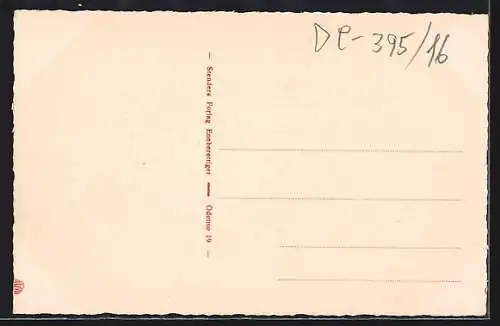 DP-395/16
– Stenders Forlag Eneberettiget — Odense 19 –